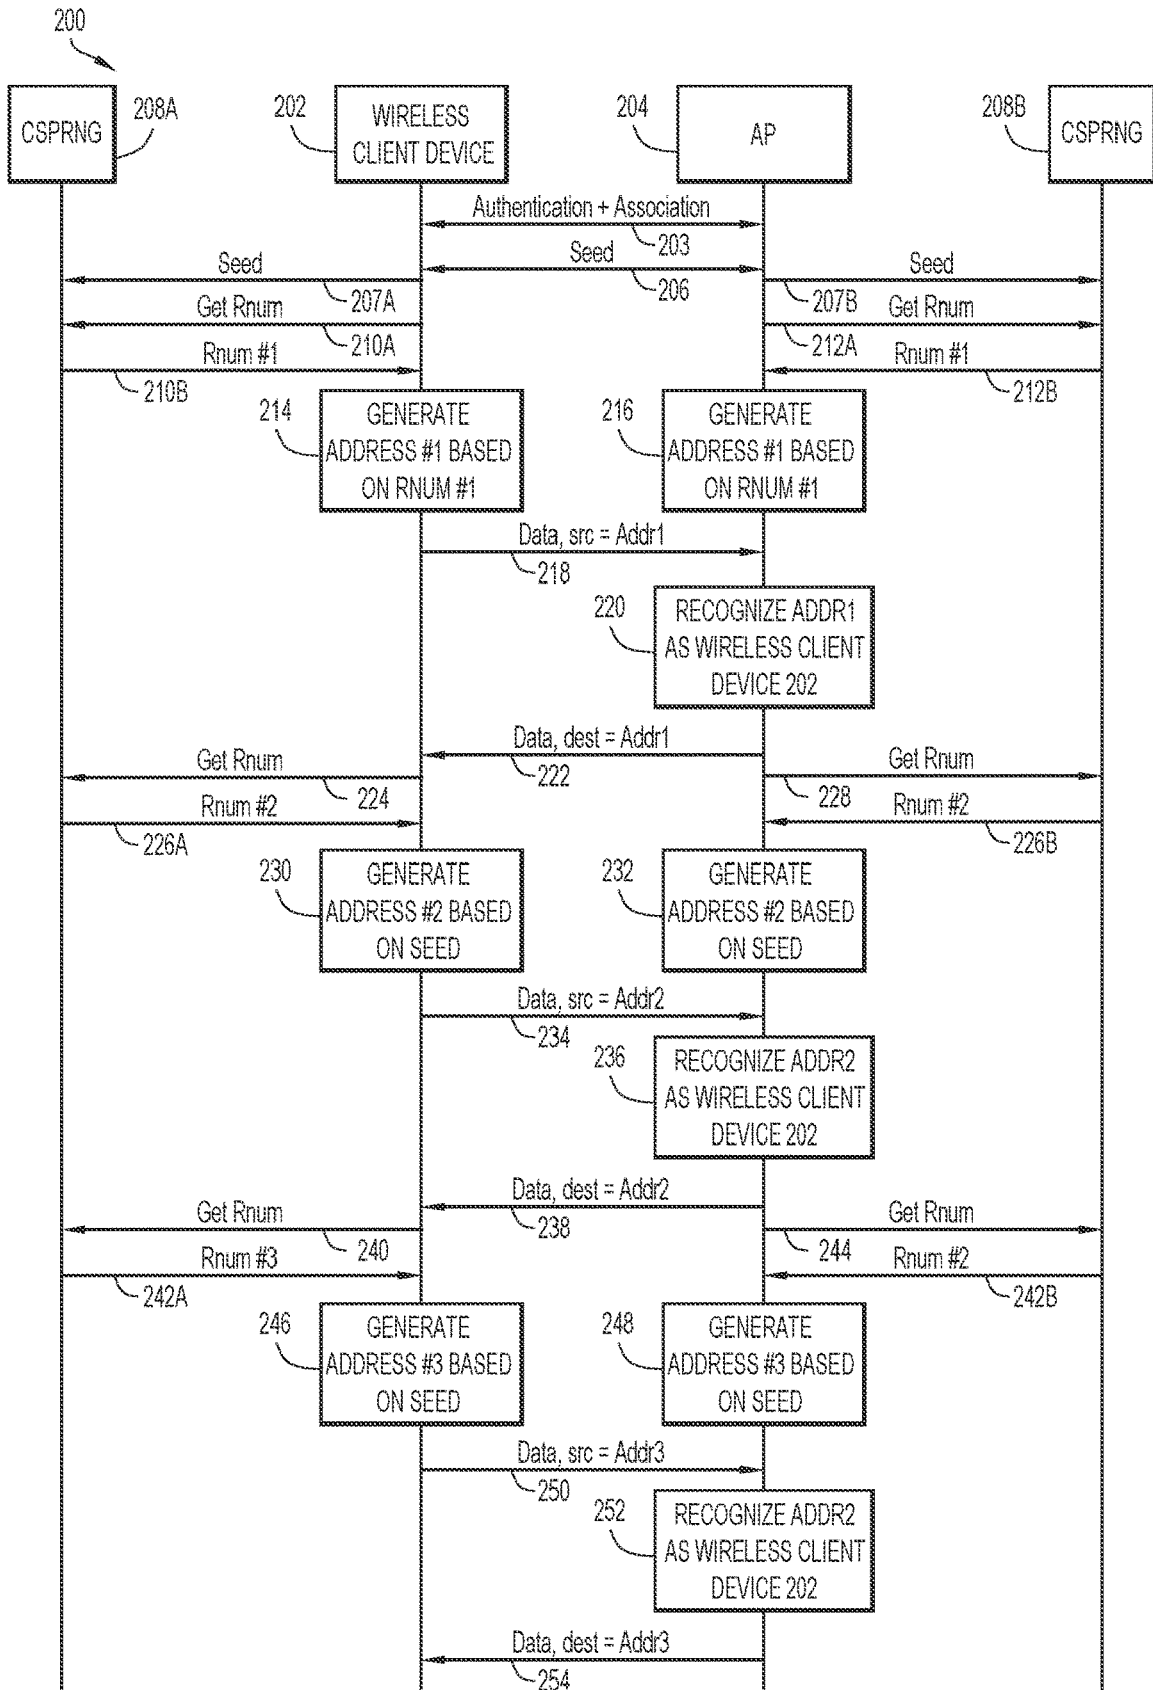 200
CSPRNG
208A
202
WIRELESS
CLIENT DEVICE
204
AP
208B
CSPRNG
Authentication + Association
203
Seed
206
Seed
207A
Seed
207B
Get Rnum
210A
Get Rnum
212A
Rnum #1
210B
Rnum #1
212B
214
GENERATE
ADDRESS #1 BASED
ON RNUM #1
216
GENERATE
ADDRESS #1 BASED
ON RNUM #1
Data, src = Addr1
218
220
RECOGNIZE ADDR1
AS WIRELESS CLIENT
DEVICE 202
Data, dest = Addr1
222
Get Rnum
224
Get Rnum
228
Rnum #2
226A
Rnum #2
226B
230
GENERATE
ADDRESS #2 BASED
ON SEED
232
GENERATE
ADDRESS #2 BASED
ON SEED
Data, src = Addr2
234
236
RECOGNIZE ADDR2
AS WIRELESS CLIENT
DEVICE 202
Data, dest = Addr2
238
Get Rnum
240
Get Rnum
244
Rnum #3
242A
Rnum #2
242B
246
GENERATE
ADDRESS #3 BASED
ON SEED
248
GENERATE
ADDRESS #3 BASED
ON SEED
Data, src = Addr3
250
252
RECOGNIZE ADDR2
AS WIRELESS CLIENT
DEVICE 202
Data, dest = Addr3
254